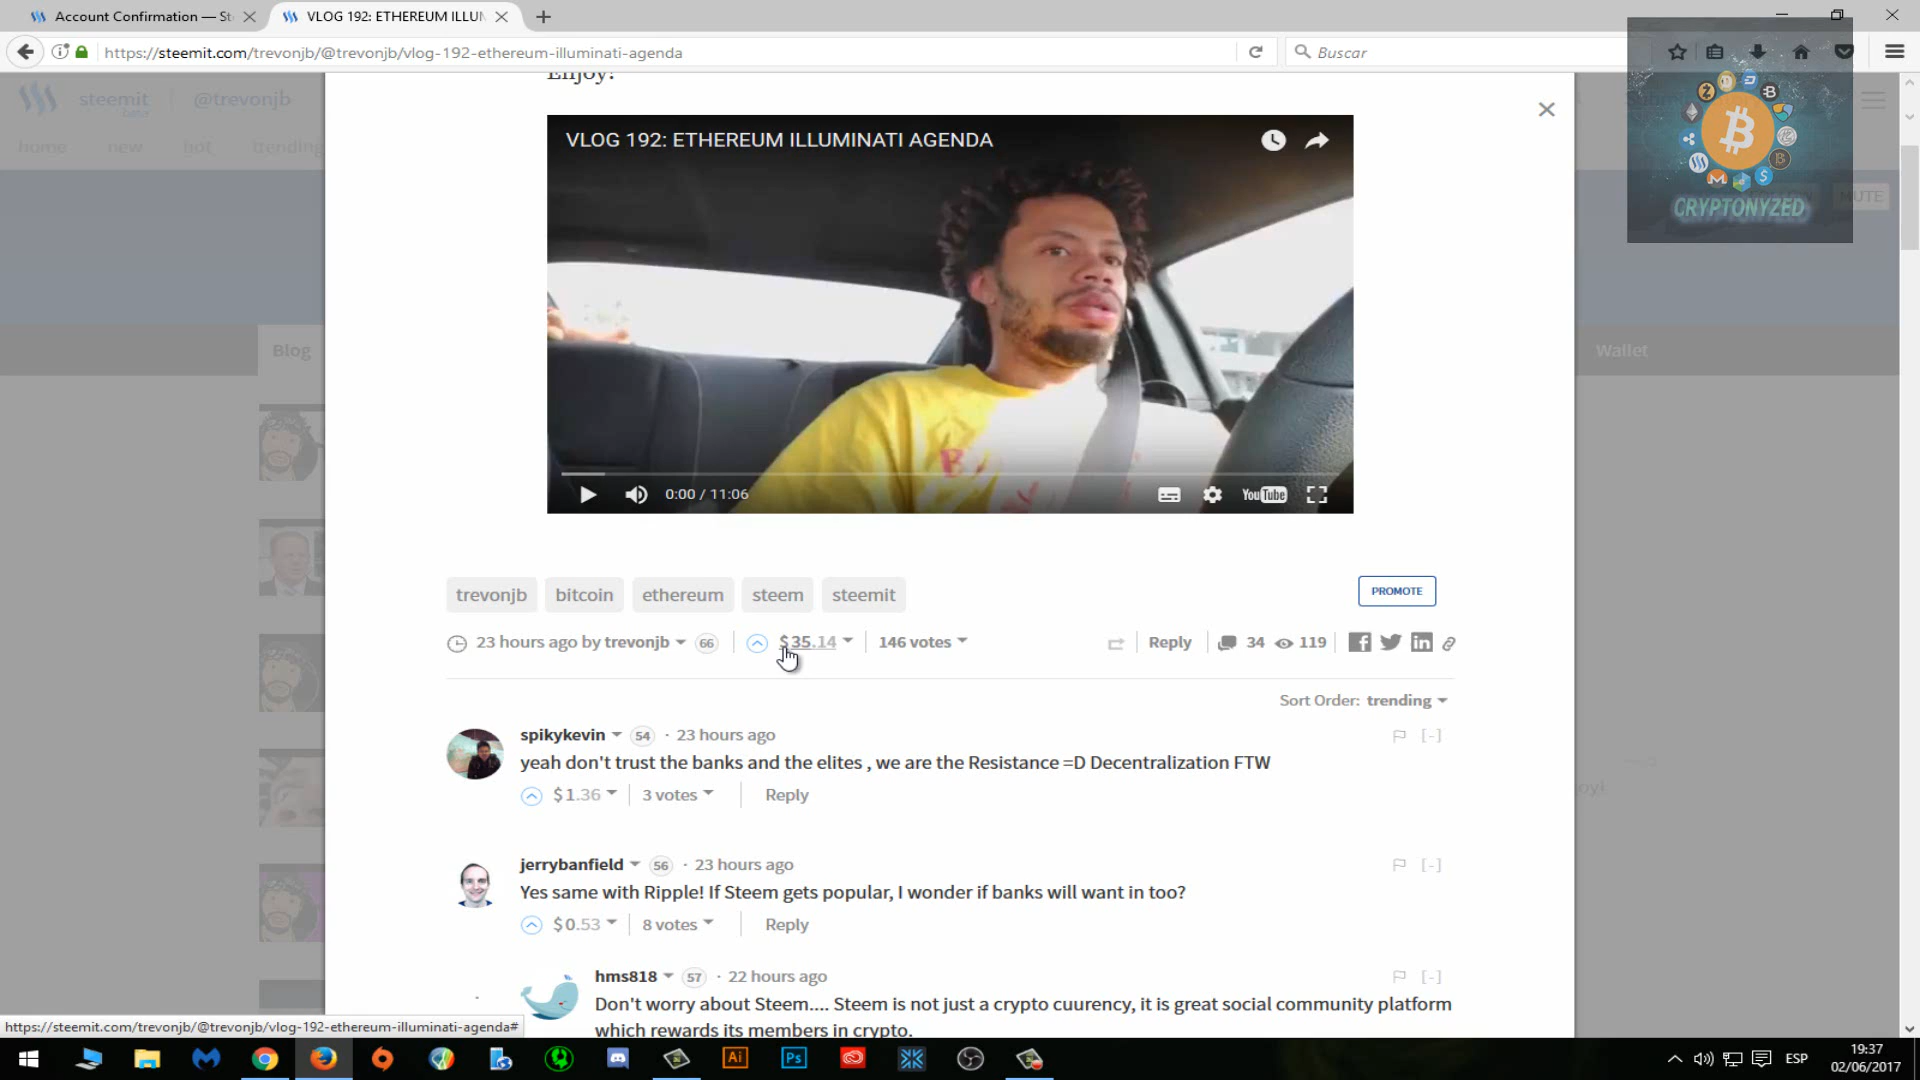 Account Confirmation — St
VLOG 192: ETHEREUM ILLUM
https://steemit.com/trevonjb/@trevonjb/vlog-192-ethereum-illuminati-agenda
Buscar
Enjoy!
steemit
beta
@trevonjb
home
new
hot
trending
CRYPTONYZED
MUTE
VLOG 192: ETHEREUM ILLUMINATI AGENDA
Blog
Wallet
0:00 / 11:06
YouTube
trevonjb
bitcoin
ethereum
steem
steemit
PROMOTE
23 hours ago by trevonjb 66
$35.14
146 votes
Reply
34
119
Sort Order: trending
spikykevin 54 · 23 hours ago
[-]
yeah don't trust the banks and the elites , we are the Resistance =D Decentralization FTW
$1.36
3 votes
Reply
jerrybanfield 56 · 23 hours ago
[-]
Yes same with Ripple! If Steem gets popular, I wonder if banks will want in too?
$0.53
8 votes
Reply
hms818 57 · 22 hours ago
[-]
Don't worry about Steem.... Steem is not just a crypto cuurency, it is great social community platform
which rewards its members in crypto.
https://steemit.com/trevonjb/@trevonjb/vlog-192-ethereum-illuminati-agenda#
Ai
Ps
ESP
19:37
02/06/2017